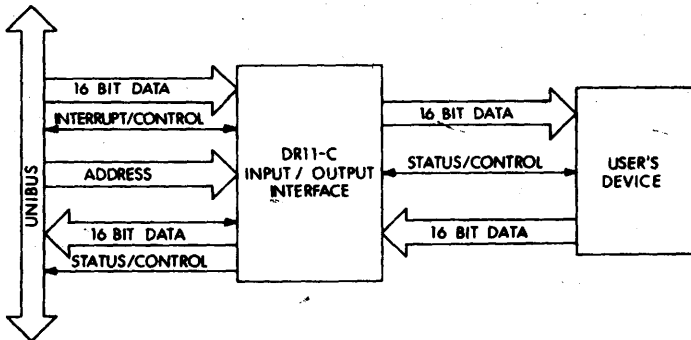 UNIBUS
16 BIT DATA
INTERRUPT/CONTROL
ADDRESS
16 BIT DATA
STATUS/CONTROL
DR11-C
INPUT / OUTPUT
INTERFACE
16 BIT DATA
STATUS/CONTROL
16 BIT DATA
USER'S
DEVICE